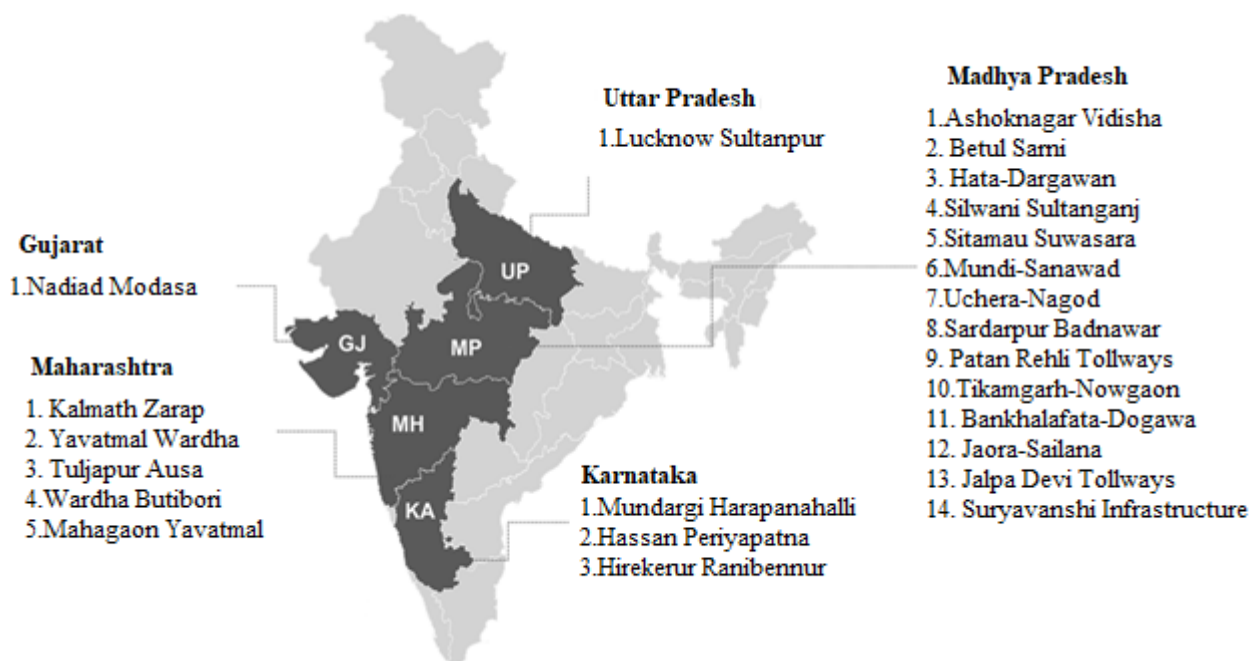 Uttar Pradesh
1.Lucknow Sultanpur
Madhya Pradesh
1.Ashoknagar Vidisha
2. Betul Sarni
3. Hata-Dargawan
4.Silwani Sultanganj
5.Sitamau Suwasara
6.Mundi-Sanawad
7.Uchera-Nagod
8.Sardarpur Badnawar
9. Patan Rehli Tollways
10.Tikamgarh-Nowgaon
11. Bankhalafata-Dogawa
12. Jaora-Sailana
13. Jalpa Devi Tollways
14. Suryavanshi Infrastructure
Gujarat
1.Nadiad Modasa
Maharashtra
1. Kalmath Zarap
2. Yavatmal Wardha
3. Tuljapur Ausa
4.Wardha Butibori
5.Mahagaon Yavatmal
UP
GJ
MP
MH
KA
Karnataka
1.Mundargi Harapanahalli
2.Hassan Periyapatna
3.Hirekerur Ranibennur